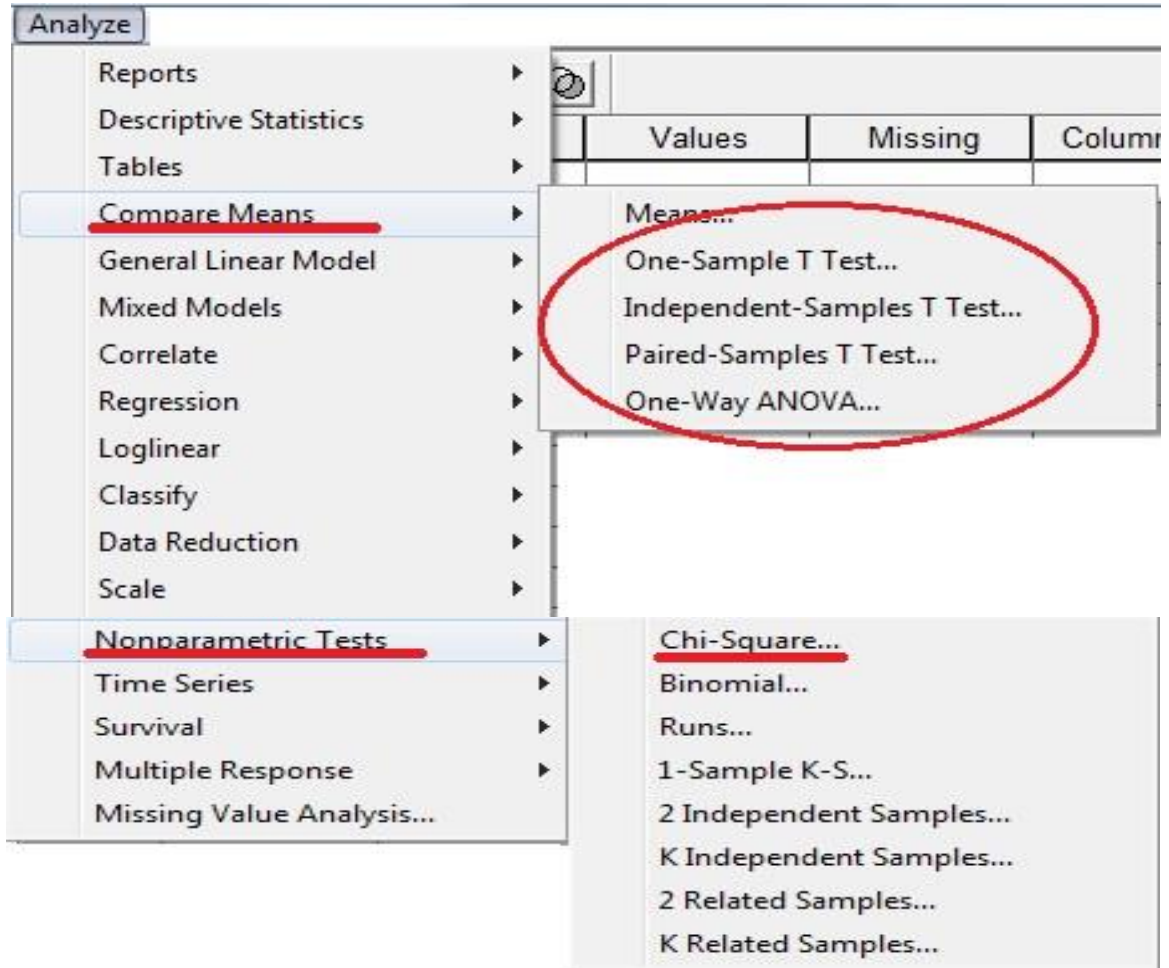 Analyze
Reports
Descriptive Statistics
Tables
Compare Means
General Linear Model
Mixed Models
Correlate
Regression
Loglinear
Classify
Data Reduction
Scale
Values Missing
Means...
One-Sample T Test...
Independent-Samples T Test...
Paired-Samples T Test...
One-Way ANOVA...
Nonparametric Tests
Time Series
Survival
Multiple Response
Missing Value Analysis...
Chi-Square...
Binomial...
Runs...
1-Sample K-S...
2 Independent Samples...
K Independent Samples...
2 Related Samples...
K Related Samples...